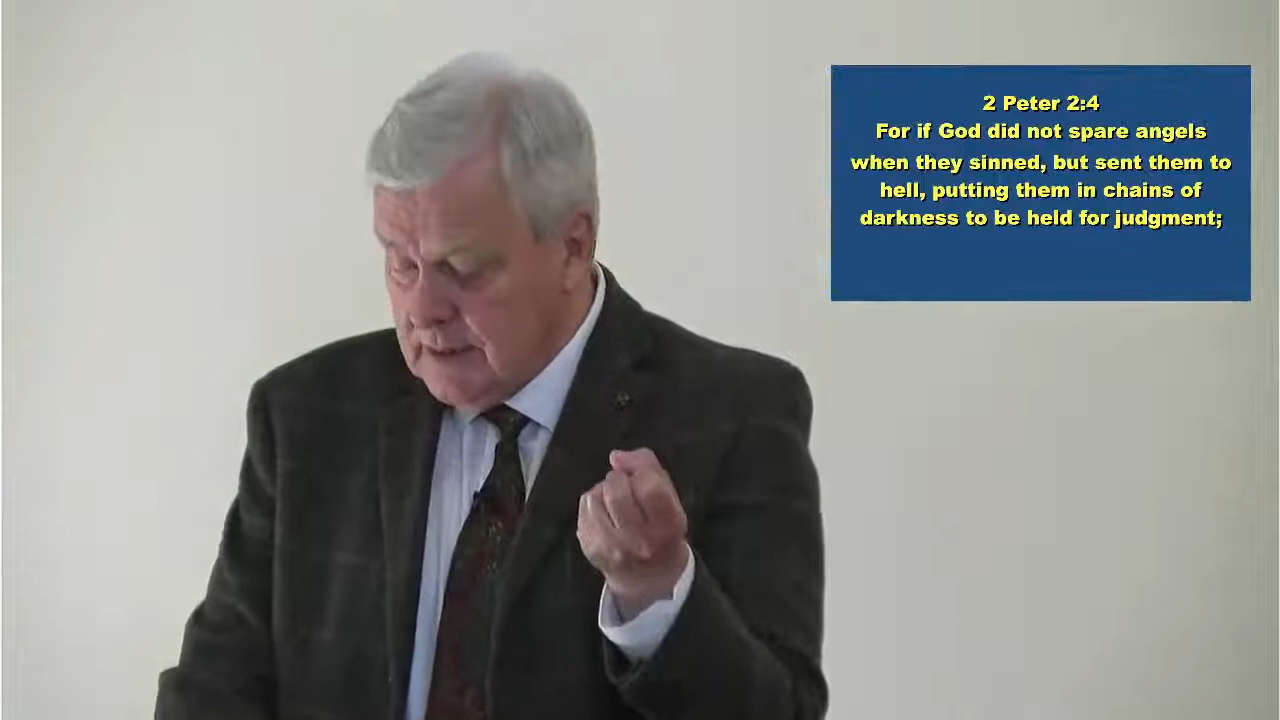 2 Peter 2:4
For if God did not spare angels
when they sinned, but sent them to
hell, putting them in chains of
darkness to be held for judgment;